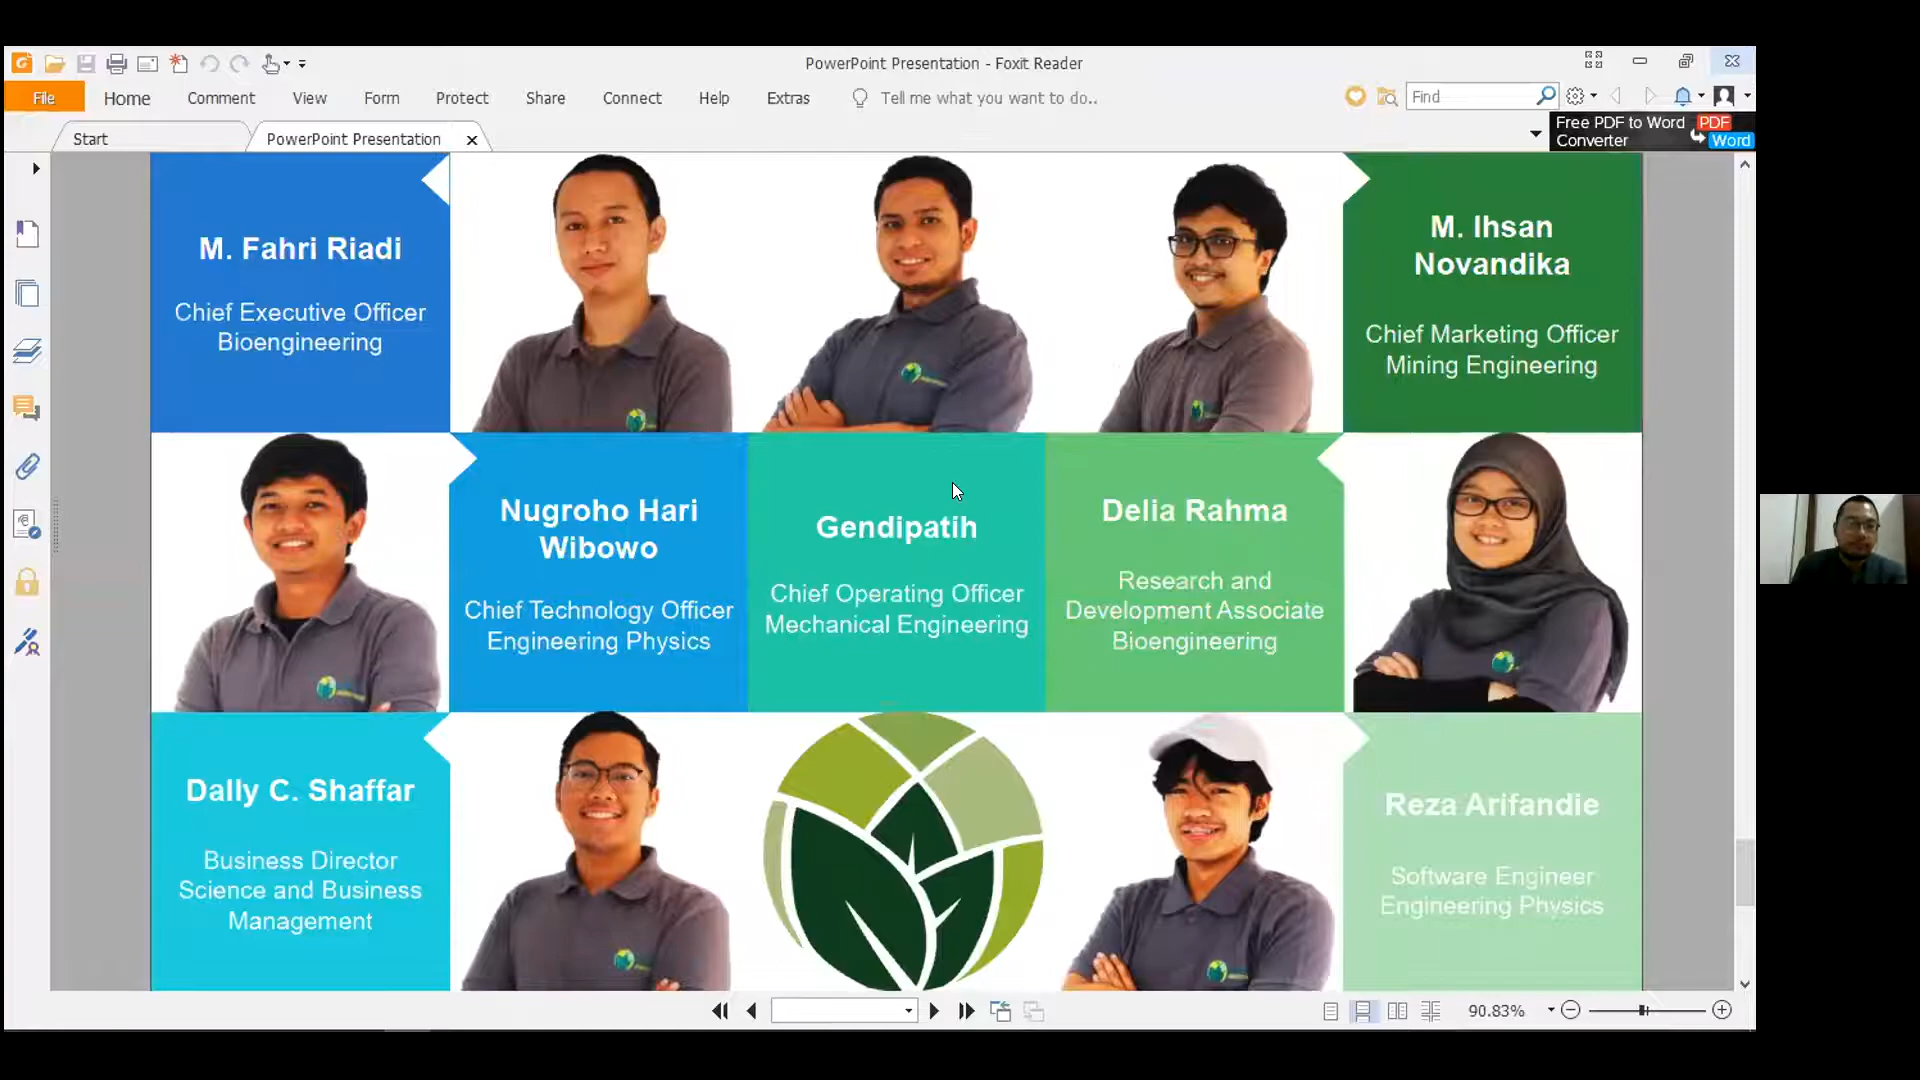 PowerPoint Presentation - Foxit Reader
File Home Comment View Form Protect Share Connect Help Extras Tell me what you want to do.. Find
Start PowerPoint Presentation
Free PDF to Word
Converter
PDF
Word
M. Fahri Riadi
Chief Executive Officer
Bioengineering
M. Ihsan
Novandika
Chief Marketing Officer
Mining Engineering
Nugroho Hari
Wibowo
Chief Technology Officer
Engineering Physics
Gendipatih
Chief Operating Officer
Mechanical Engineering
Delia Rahma
Research and
Development Associate
Bioengineering
Dally C. Shaffar
Business Director
Science and Business
Management
Reza Arifandie
Software Engineer
Engineering Physics
90.83%